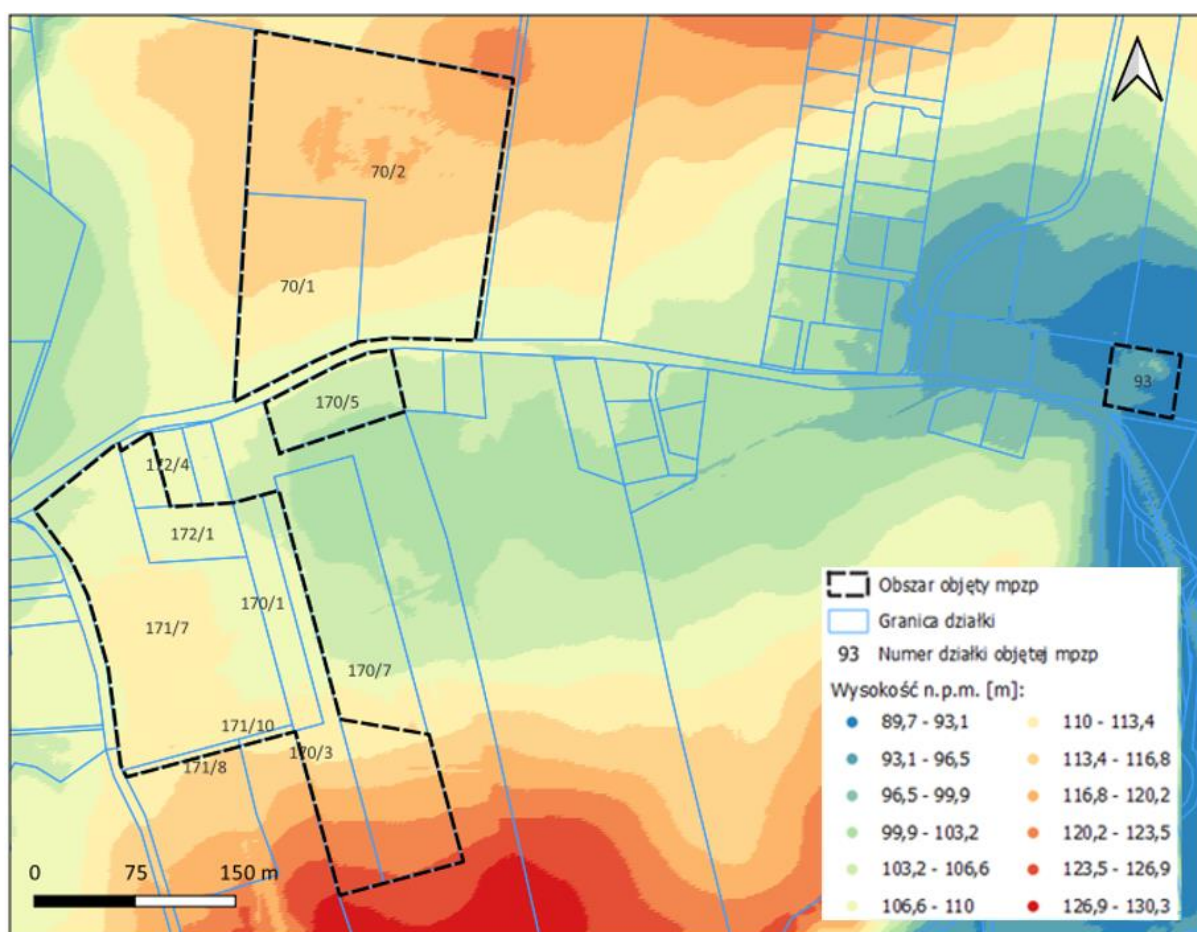 70/2
70/1
93
170/5
172/4
172/1
170/1
171/7
170/7
171/10
170/3
171/8
0 75 150 m
Obszar objęty mpzp
Granica działki
93 Numer działki objętej mpzp
Wysokość n.p.m. [m]:
89,7 - 93,1
93,1 - 96,5
96,5 - 99,9
99,9 - 103,2
103,2 - 106,6
106,6 - 110
110 - 113,4
113,4 - 116,8
116,8 - 120,2
120,2 - 123,5
123,5 - 126,9
126,9 - 130,3